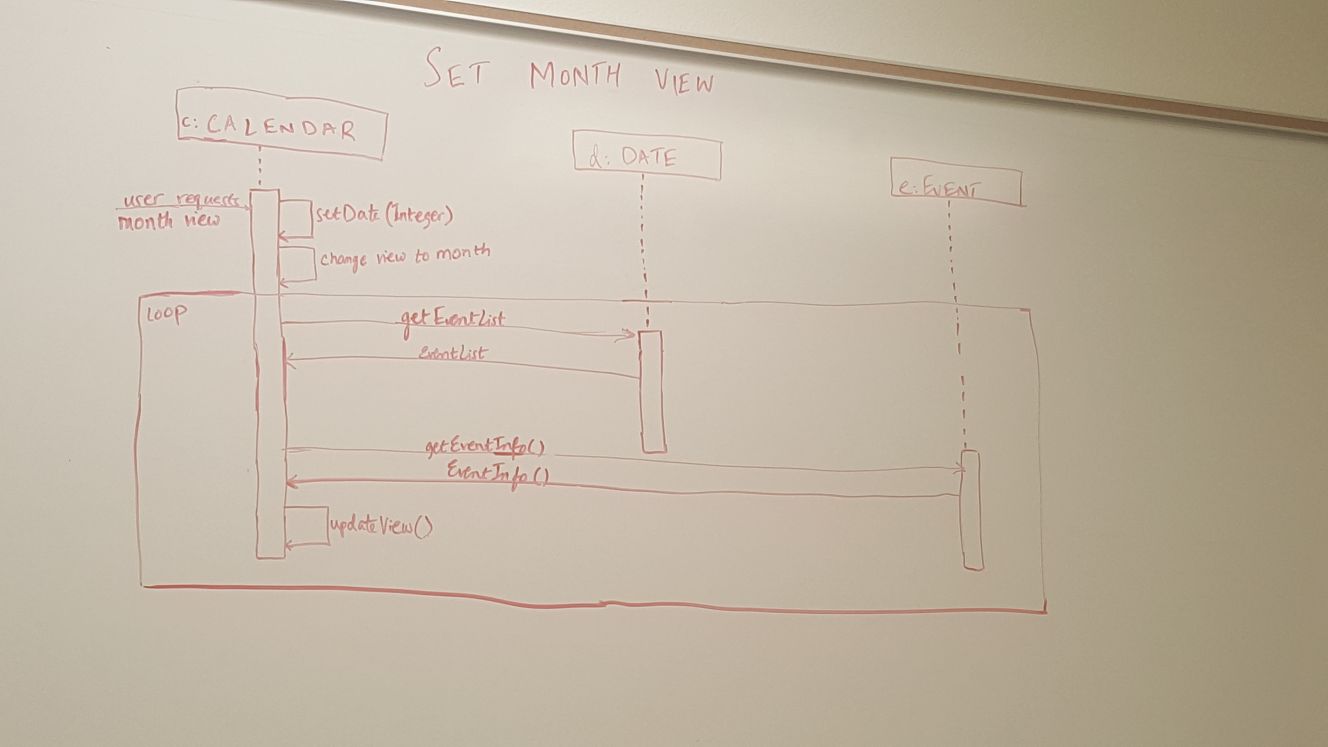 SET MONTH VIEW
c: CALENDAR
d: DATE
e: EVENT
user requests
month view
setDate (Integer)
change view to month
LOOP
getEventList
EventList
getEventInfo()
EventInfo()
updateView()